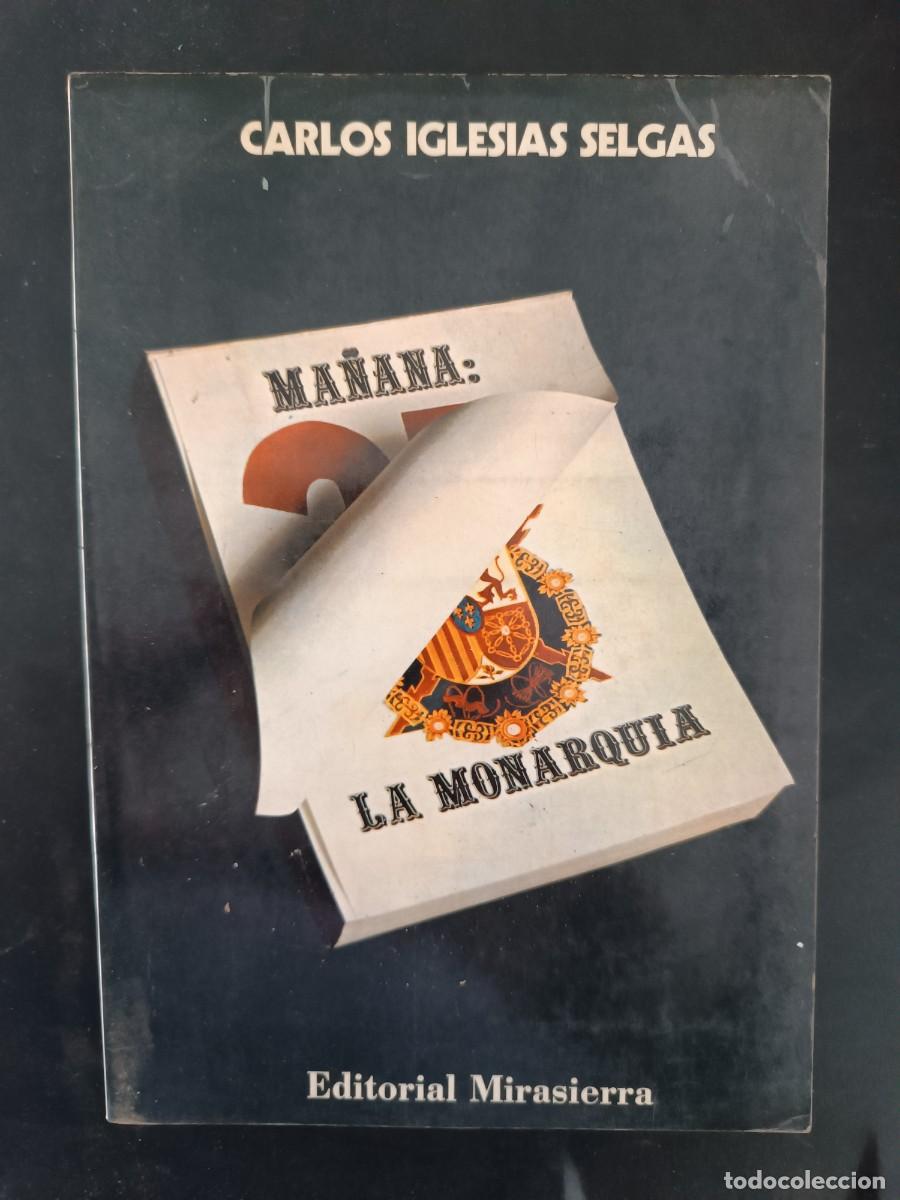 CARLOS IGLESIAS SELGAS
MAÑANA:
LA MONARQUIA
Editorial Mirasierra
todocoleccion